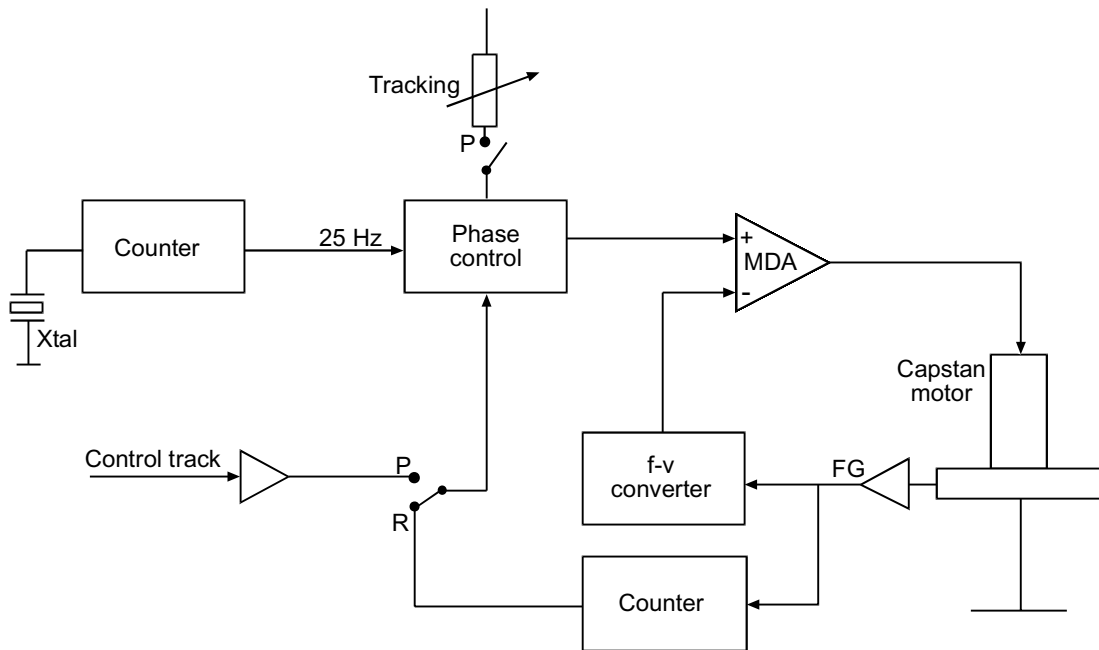 Tracking
P
Counter
25 Hz
Phase
control
+
MDA
-
Xtal
Capstan
motor
Control track
P
R
f-v
converter
FG
Counter